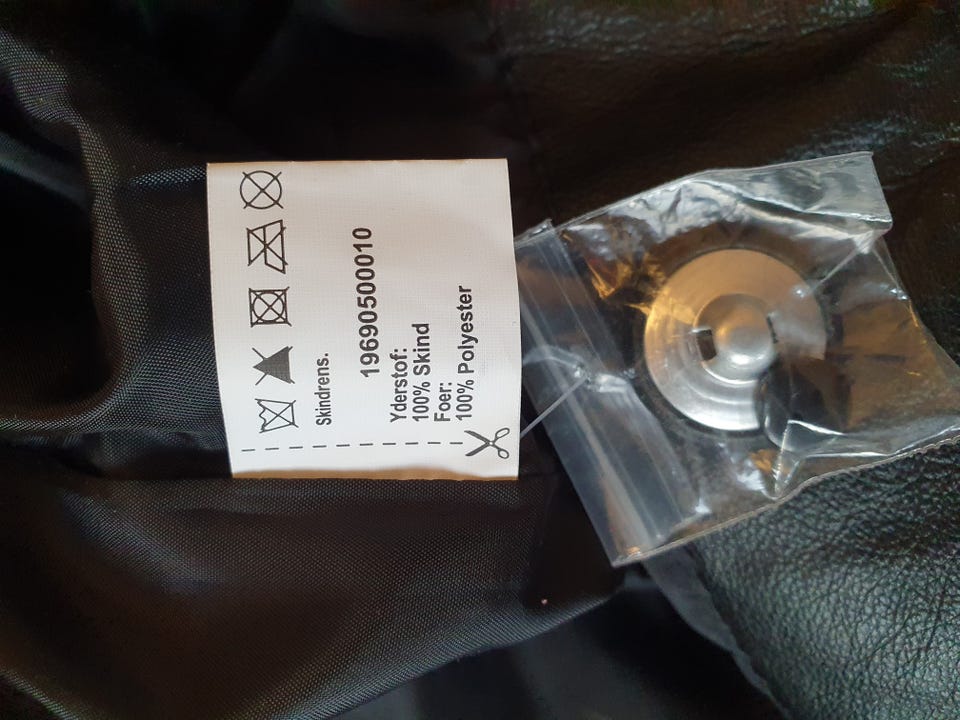 Skindrens.
19690500010
Yderstof:
100% Skind
Foer:
100% Polyester